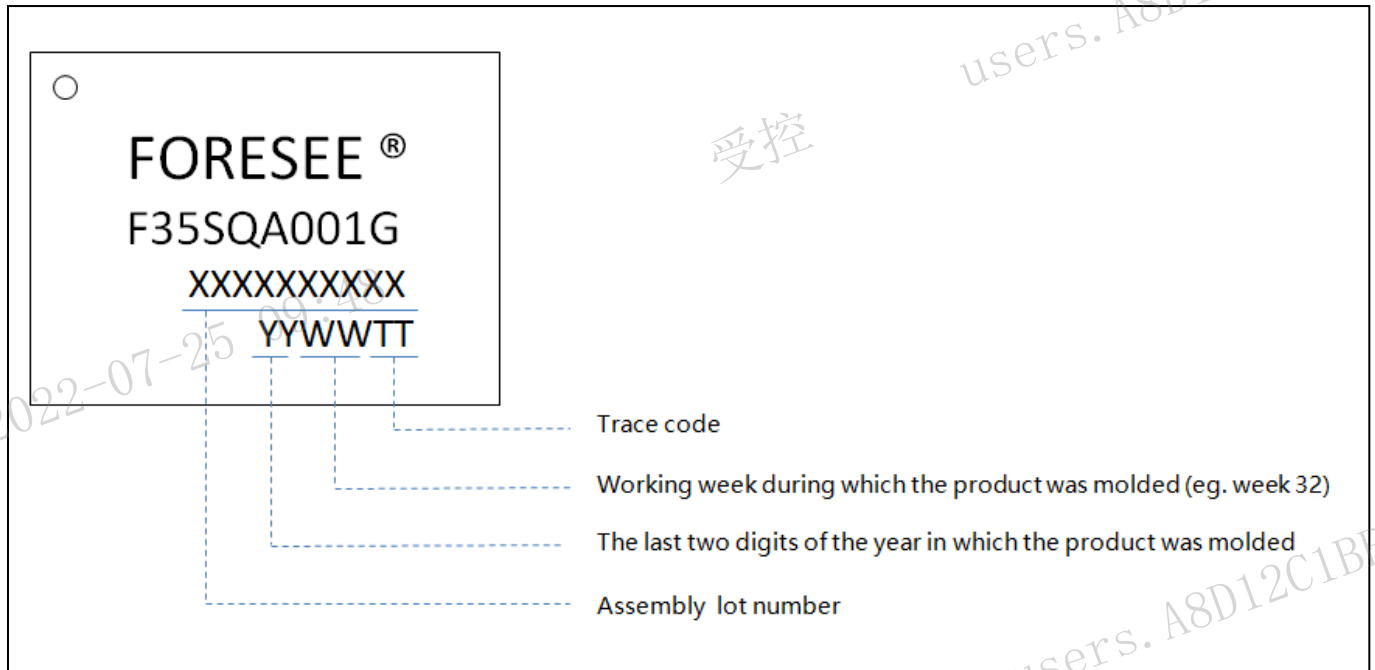 users.
受控
FORESEE ®
F35SQA001G
XXXXXXXXXX
YYWWTT
2022-07-25 09:48
Trace code
Working week during which the product was molded (eg. week 32)
The last two digits of the year in which the product was molded
Assembly lot number
users. A8D12C1B